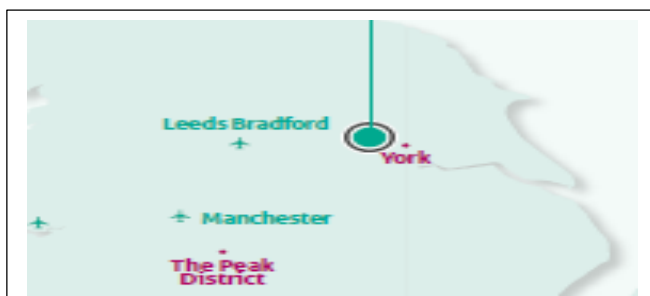 Leeds Bradford
York
Manchester
The Peak
District